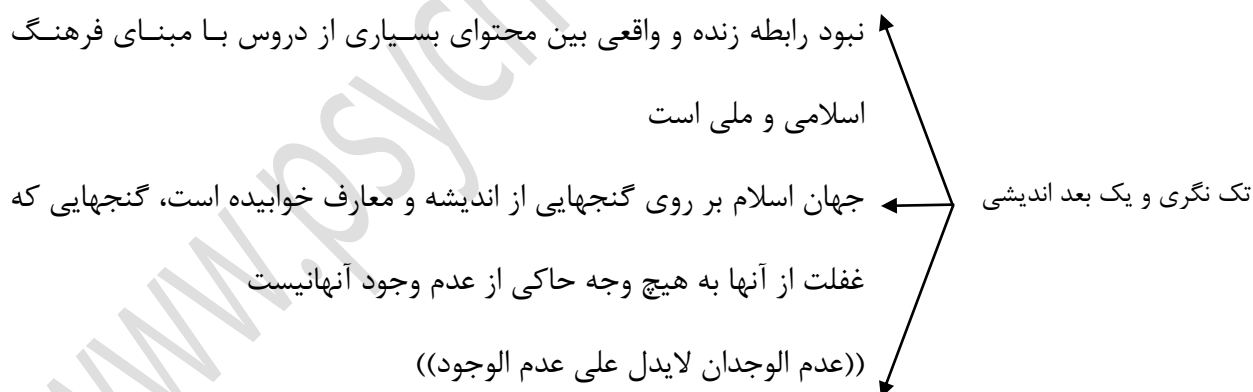 نبود رابطه زنده و واقعی بین محتوای بسیاری از دروس با مبنای فرهنگ
اسلامی و ملی است
تک نگری و یک بعد اندیشی
جهان اسلام بر روی گنجهایی از اندیشه و معارف خوابیده است، گنجهایی که
غفلت از آنها به هیچ وجه حاکی از عدم وجود آنهانیست
((عدم الوجدان لایدل علی عدم الوجود))
www.psych